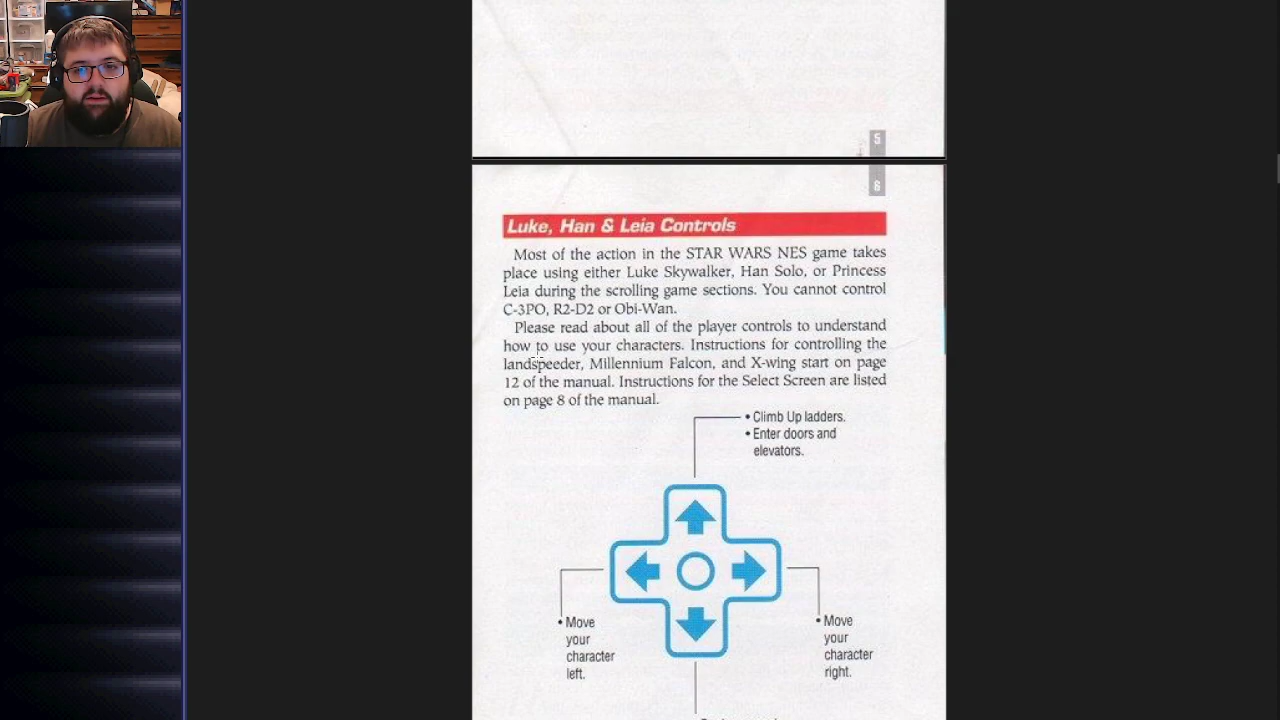 5
6
Luke, Han & Leia Controls
Most of the action in the STAR WARS NES game takes
place using either Luke Skywalker, Han Solo, or Princess
Leia during the scrolling game sections. You cannot control
C-3PO, R2-D2 or Obi-Wan.
Please read about all of the player controls to understand
how to use your characters. Instructions for controlling the
landspeeder, Millennium Falcon, and X-wing start on page
12 of the manual. Instructions for the Select Screen are listed
on page 8 of the manual.
• Climb Up ladders.
• Enter doors and
elevators.
• Move
your
character
left.
• Move
your
character
right.